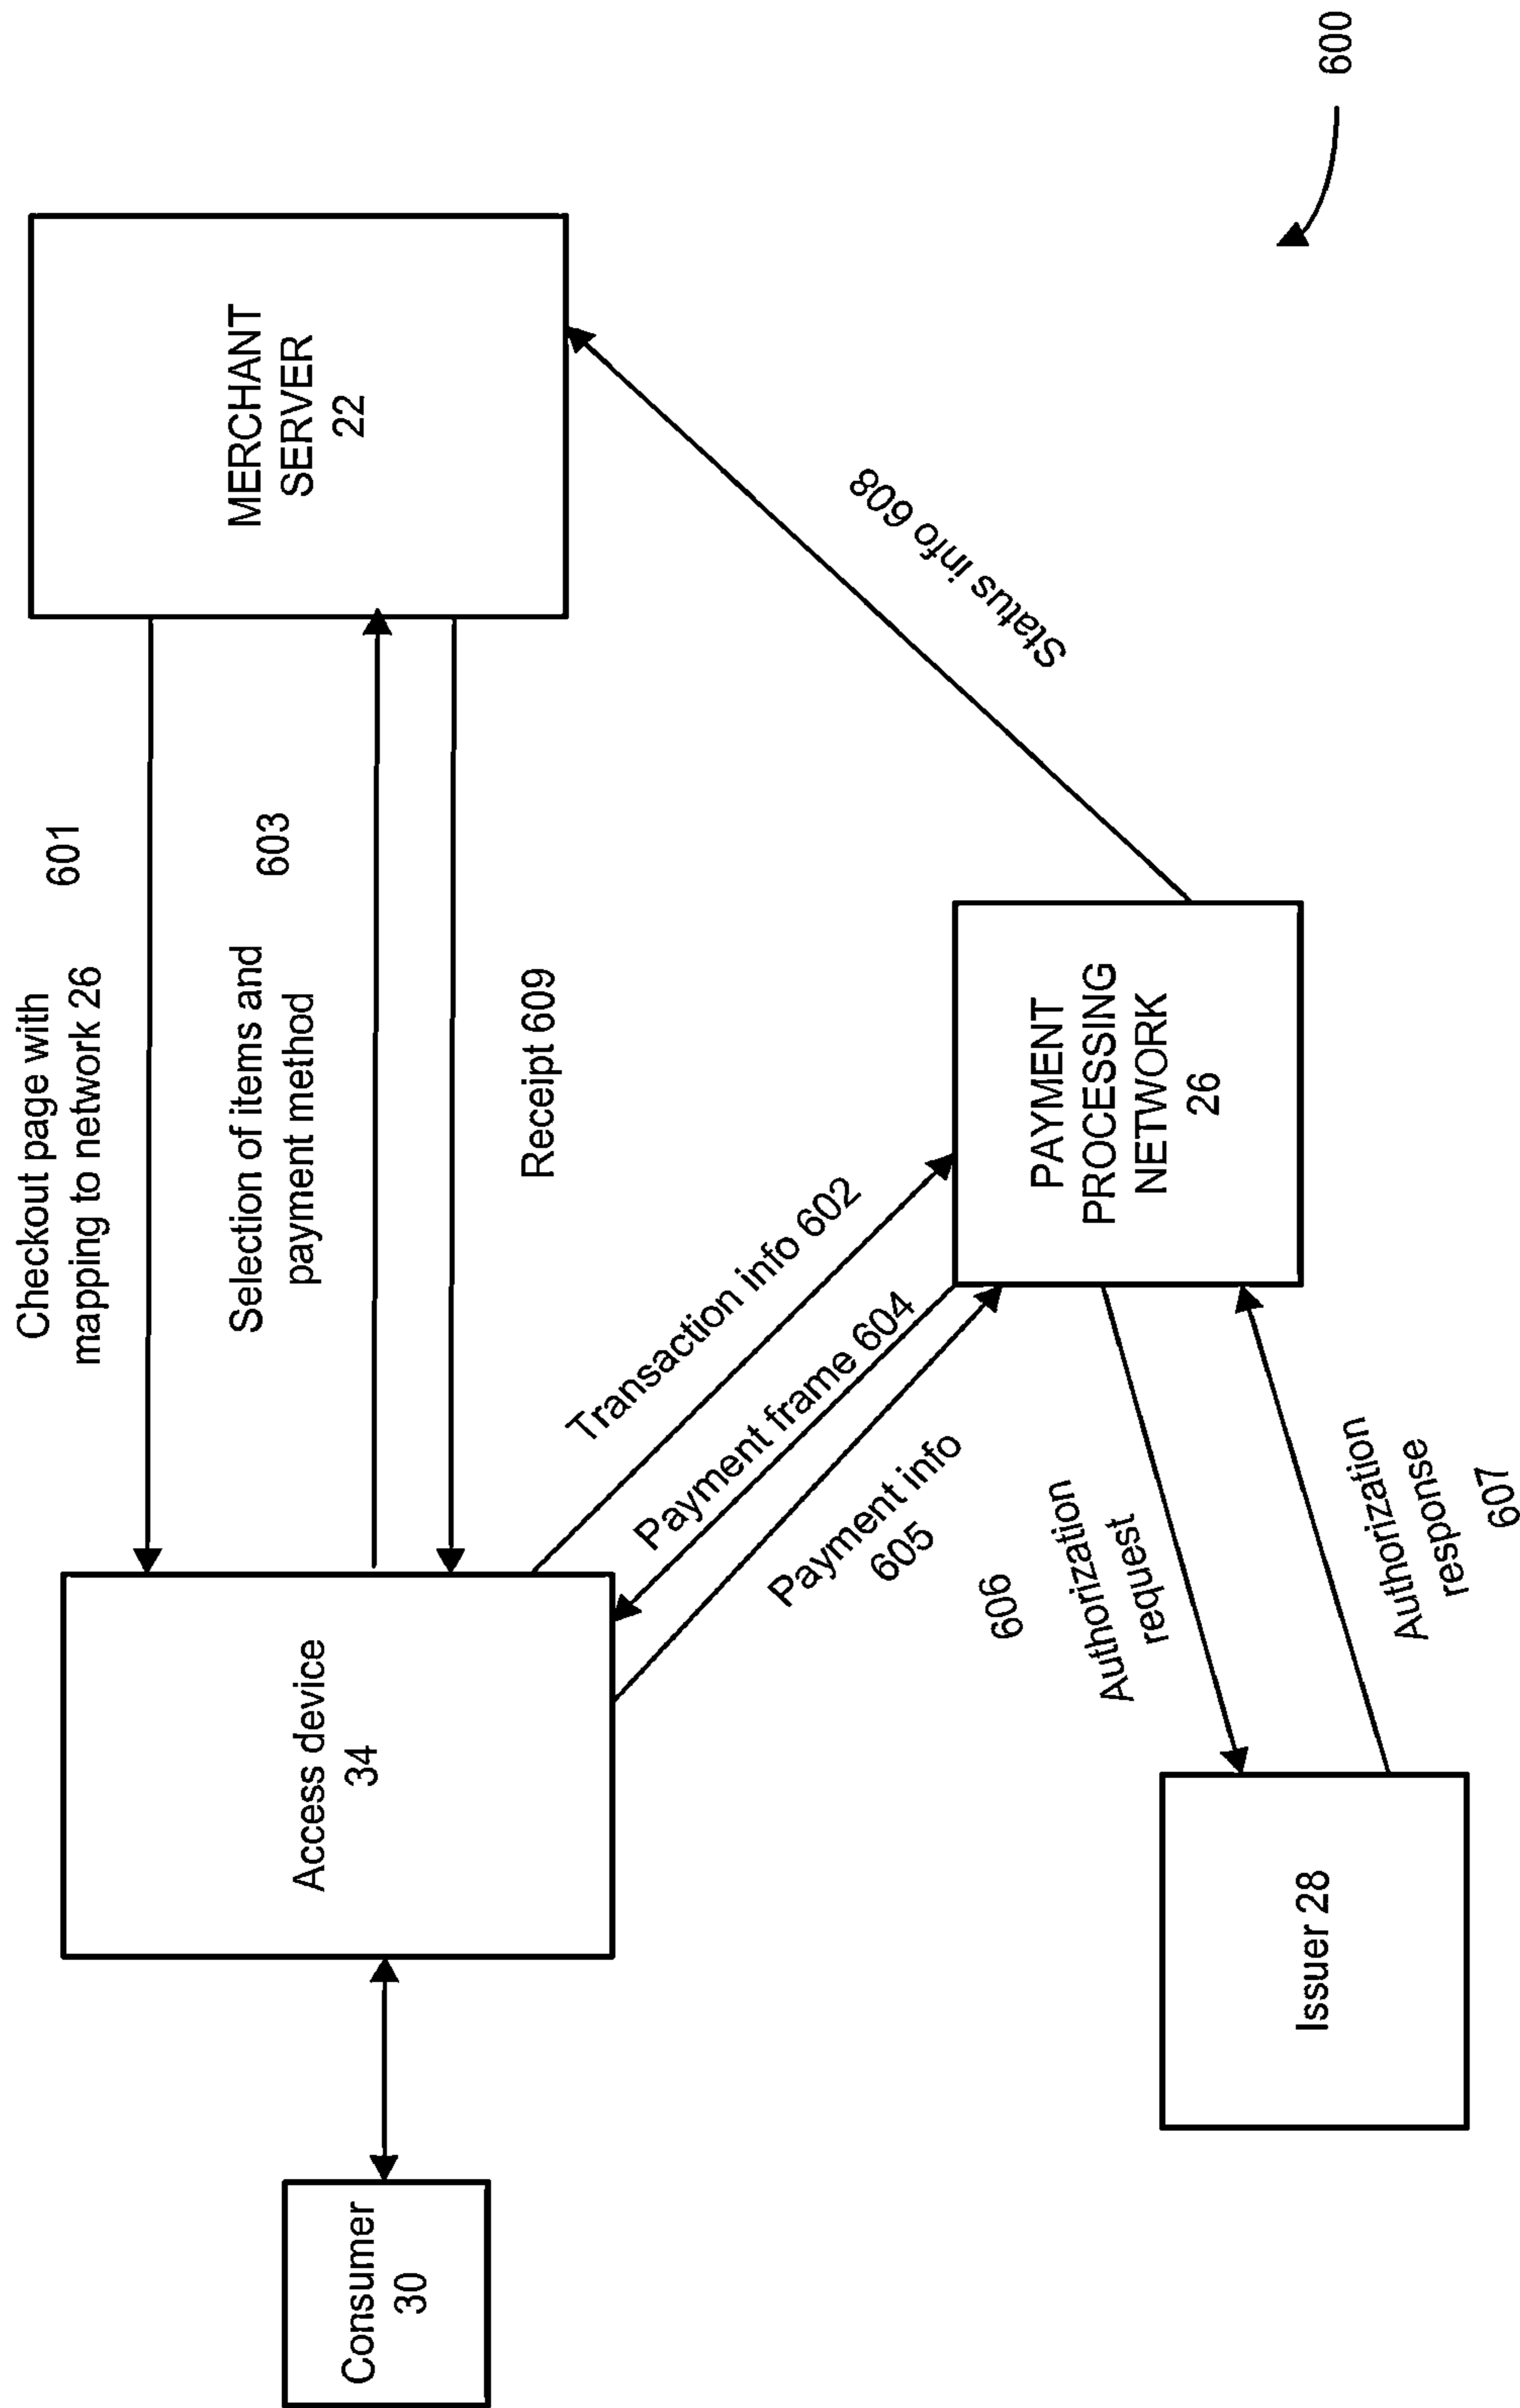 Checkout page with
mapping to network 26
601
Selection of items and
payment method
603
Receipt 609
MERCHANT
SERVER
22
Access device
34
Consumer
30
Transaction info 602
Payment frame 604
Payment info
605
Status info 608
PAYMENT
PROCESSING
NETWORK
26
606
Authorization
request
Authorization
response
607
Issuer 28
600